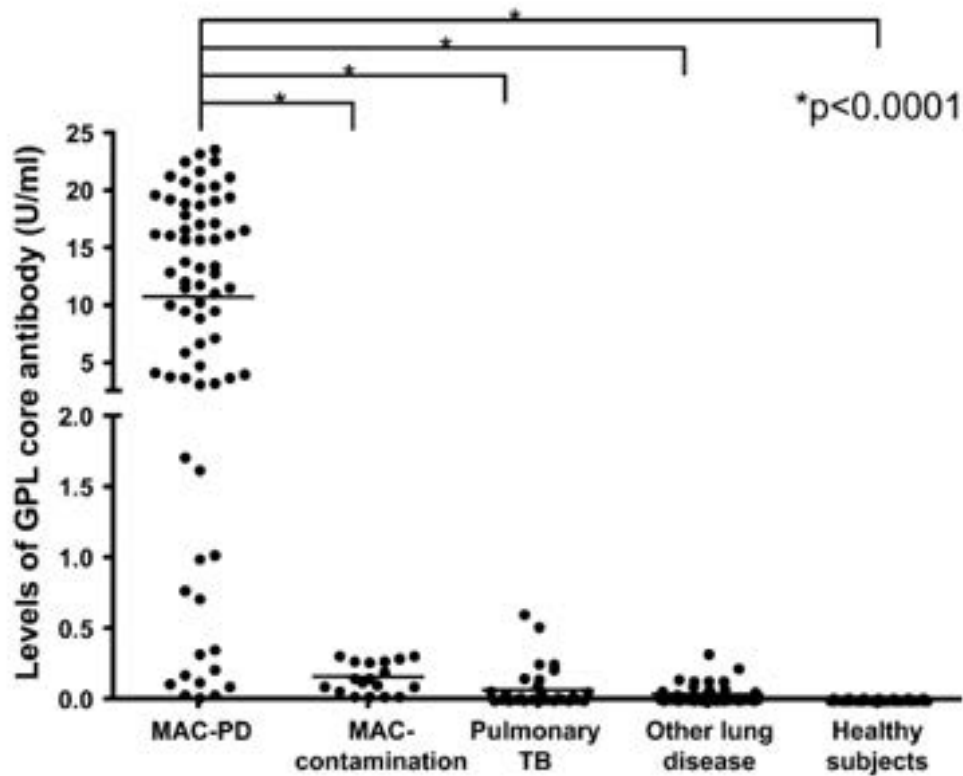 *
*
*
*
*p<0.0001
Levels of GPL core antibody (U/ml)
25
20
15
10
5
2.0
1.5
1.0
0.5
0.0
MAC-PD
MAC-
contamination
Pulmonary
TB
Other lung
disease
Healthy
subjects